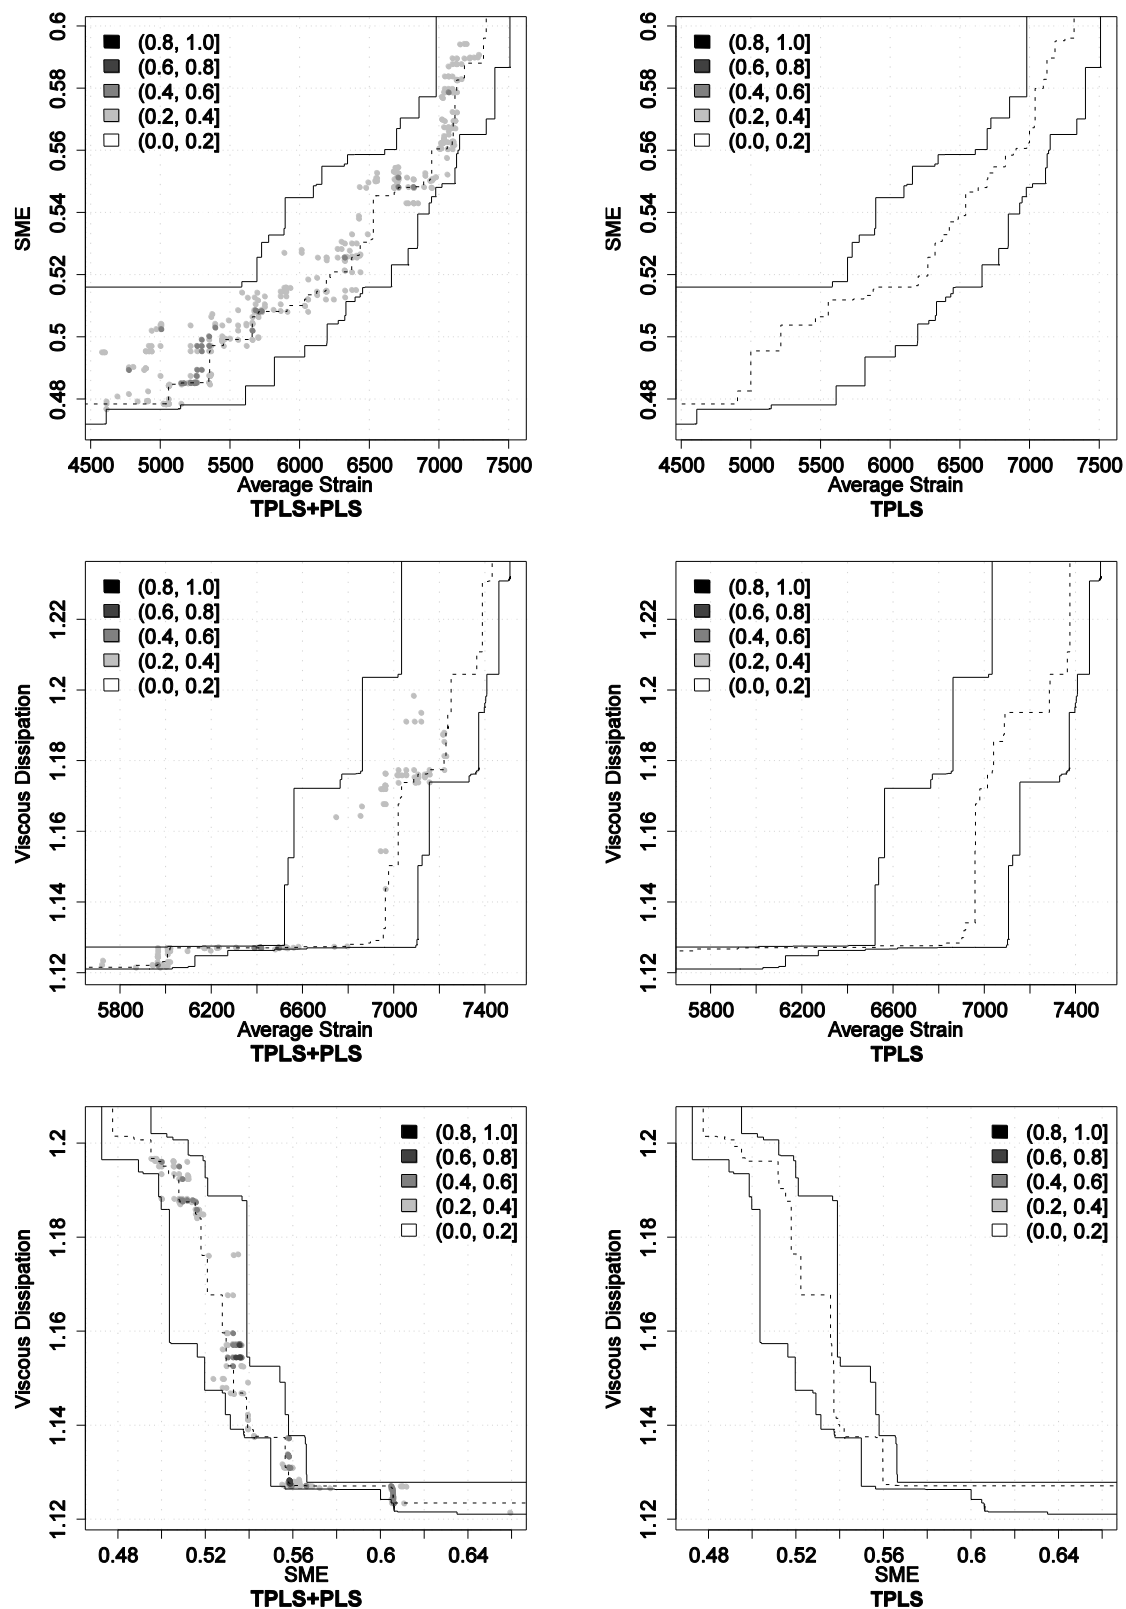 (0.8, 1.0]
(0.6, 0.8]
(0.4, 0.6]
(0.2, 0.4]
(0.0, 0.2]
SME
0.6
0.58
0.56
0.54
0.52
0.5
0.48
4500 5000 5500 6000 6500 7000 7500
Average Strain
TPLS+PLS
(0.8, 1.0]
(0.6, 0.8]
(0.4, 0.6]
(0.2, 0.4]
(0.0, 0.2]
SME
0.6
0.58
0.56
0.54
0.52
0.5
0.48
4500 5000 5500 6000 6500 7000 7500
Average Strain
TPLS
(0.8, 1.0]
(0.6, 0.8]
(0.4, 0.6]
(0.2, 0.4]
(0.0, 0.2]
Viscous Dissipation
1.22
1.2
1.18
1.16
1.14
1.12
5800 6200 6600 7000 7400
Average Strain
TPLS+PLS
(0.8, 1.0]
(0.6, 0.8]
(0.4, 0.6]
(0.2, 0.4]
(0.0, 0.2]
Viscous Dissipation
1.22
1.2
1.18
1.16
1.14
1.12
5800 6200 6600 7000 7400
Average Strain
TPLS
(0.8, 1.0]
(0.6, 0.8]
(0.4, 0.6]
(0.2, 0.4]
(0.0, 0.2]
Viscous Dissipation
1.2
1.18
1.16
1.14
1.12
0.48 0.52 0.56 0.6 0.64
SME
TPLS+PLS
(0.8, 1.0]
(0.6, 0.8]
(0.4, 0.6]
(0.2, 0.4]
(0.0, 0.2]
Viscous Dissipation
1.2
1.18
1.16
1.14
1.12
0.48 0.52 0.56 0.6 0.64
SME
TPLS